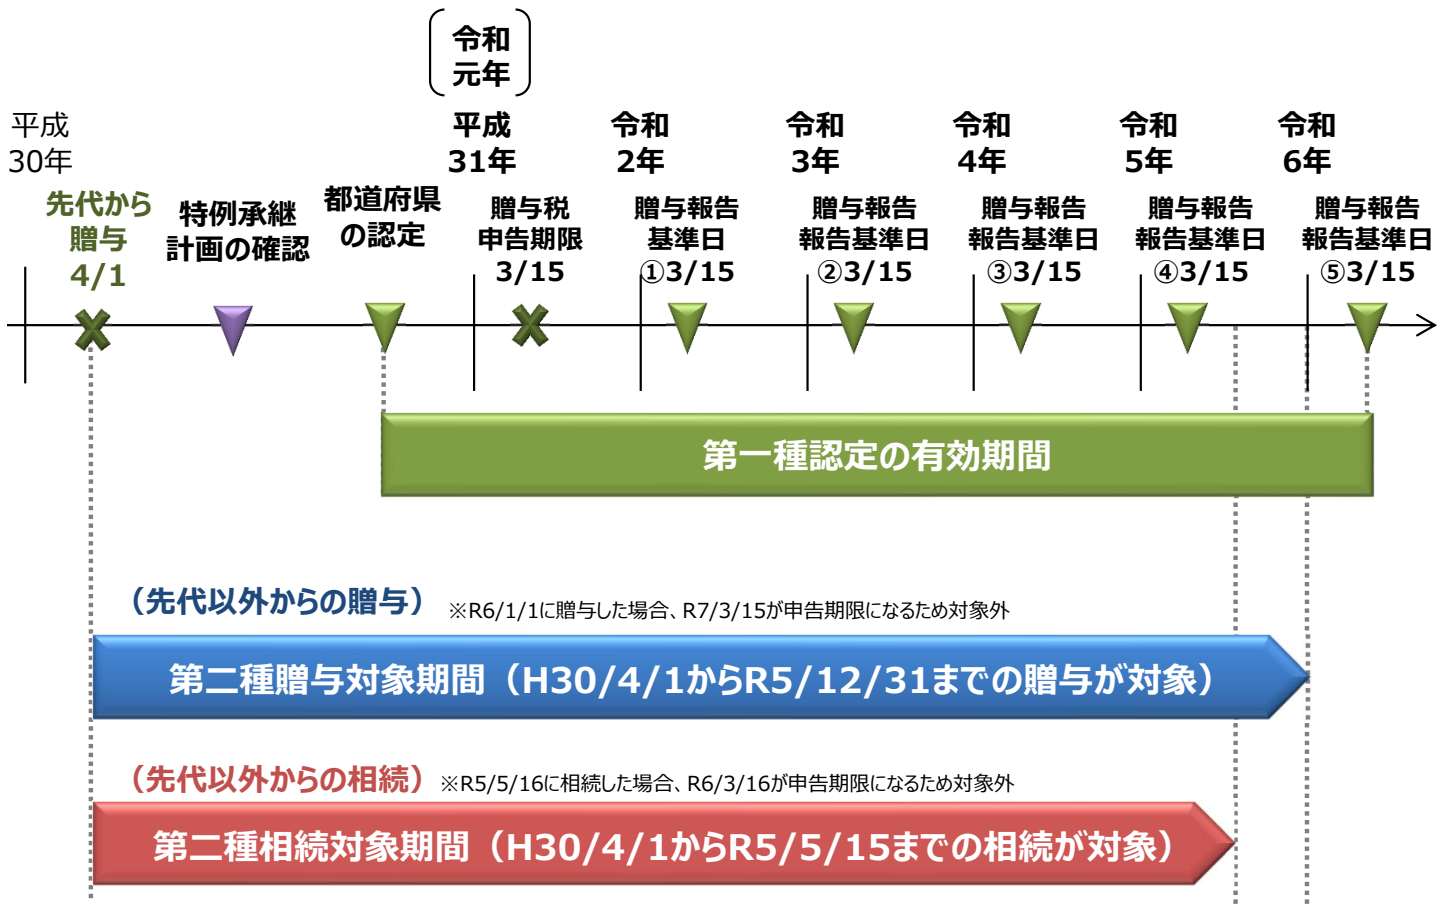 令和
元年
平成
30年
平成
31年
令和
2年
令和
3年
令和
4年
令和
5年
令和
6年
先代から
贈与
4/1
特例承継
計画の確認
都道府県
の認定
贈与税
申告期限
3/15
贈与報告
基準日
①3/15
贈与報告
報告基準日
②3/15
贈与報告
報告基準日
③3/15
贈与報告
報告基準日
④3/15
贈与報告
報告基準日
⑤3/15
第一種認定の有効期間
（先代以外からの贈与）※R6/1/1に贈与した場合、R7/3/15が申告期限になるため対象外
第二種贈与対象期間（H30/4/1からR5/12/31までの贈与が対象）
（先代以外からの相続）※R5/5/16に相続した場合、R6/3/16が申告期限になるため対象外
第二種相続対象期間（H30/4/1からR5/5/15までの相続が対象）